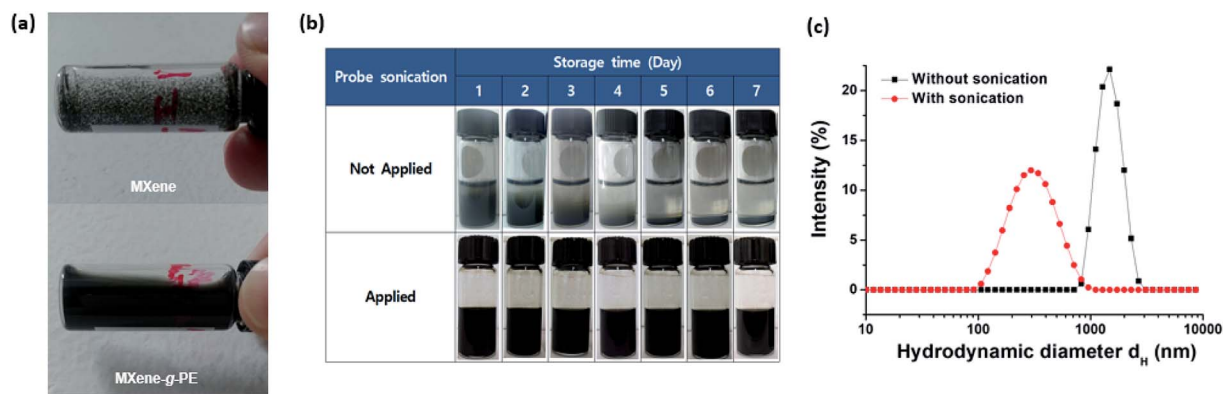 (a)
MXene
MXene-g-PE
(b)
Probe sonication
Storage time (Day)
1 2 3 4 5 6 7
Not Applied
Applied
(c)
Without sonication
With sonication
Intensity (%)
20
15
10
5
0
10 100 1000 10000
Hydrodynamic diameter dH (nm)